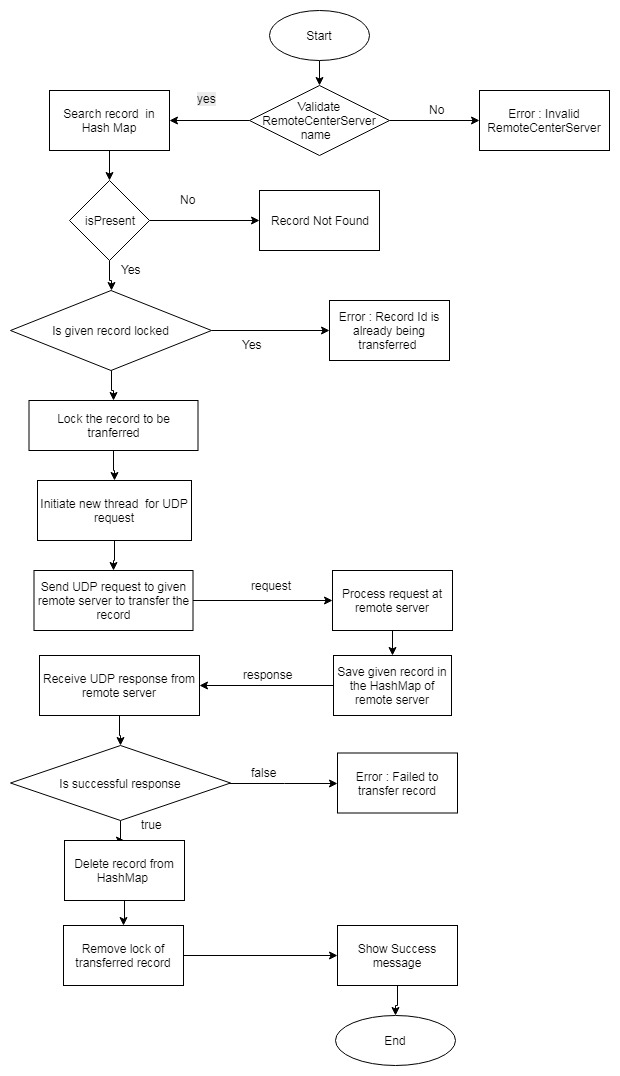 Start
yes
Validate
RemoteCenterServer
name
No
Search record  in
Hash Map
Error : Invalid
RemoteCenterServer
isPresent
No
Record Not Found
Yes
Is given record locked
Yes
Error : Record Id is
already being
transferred
Lock the record to be
tranferred
Initiate new thread  for UDP
request
Send UDP request to given
remote server to transfer the
record
request
Process request at
remote server
Receive UDP response from
remote server
response
Save given record in
the HashMap of
remote server
Is successful response
false
Error : Failed to
transfer record
true
Delete record from
HashMap
Remove lock of
transferred record
Show Success
message
End